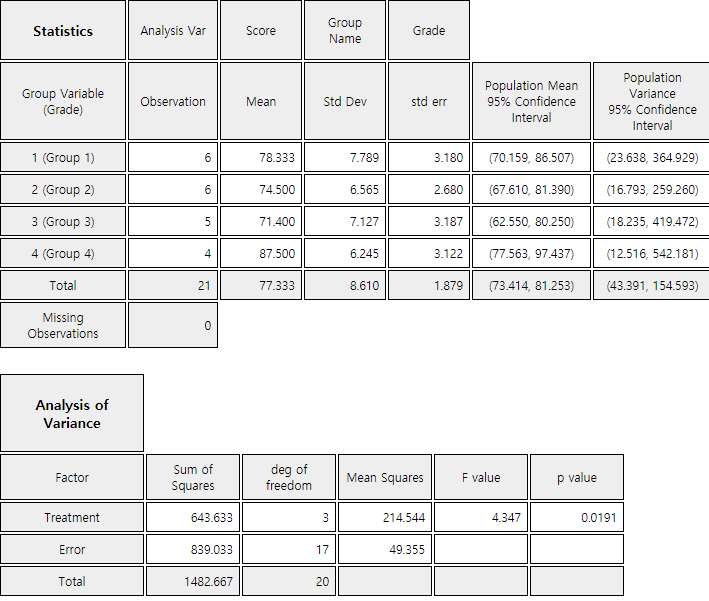 Statistics Analysis Var Score Group Name Grade
Group Variable (Grade) Observation Mean Std Dev std err Population Mean 95% Confidence Interval Population Variance 95% Confidence Interval
1 (Group 1) 6 78.333 7.789 3.180 (70.159, 86.507) (23.638, 364.929)
2 (Group 2) 6 74.500 6.565 2.680 (67.610, 81.390) (16.793, 259.260)
3 (Group 3) 5 71.400 7.127 3.187 (62.550, 80.250) (18.235, 419.472)
4 (Group 4) 4 87.500 6.245 3.122 (77.563, 97.437) (12.516, 542.181)
Total 21 77.333 8.610 1.879 (73.414, 81.253) (43.391, 154.593)
Missing Observations 0
Analysis of Variance
Factor Sum of Squares deg of freedom Mean Squares F value p value
Treatment 643.633 3 214.544 4.347 0.0191
Error 839.033 17 49.355
Total 1482.667 20